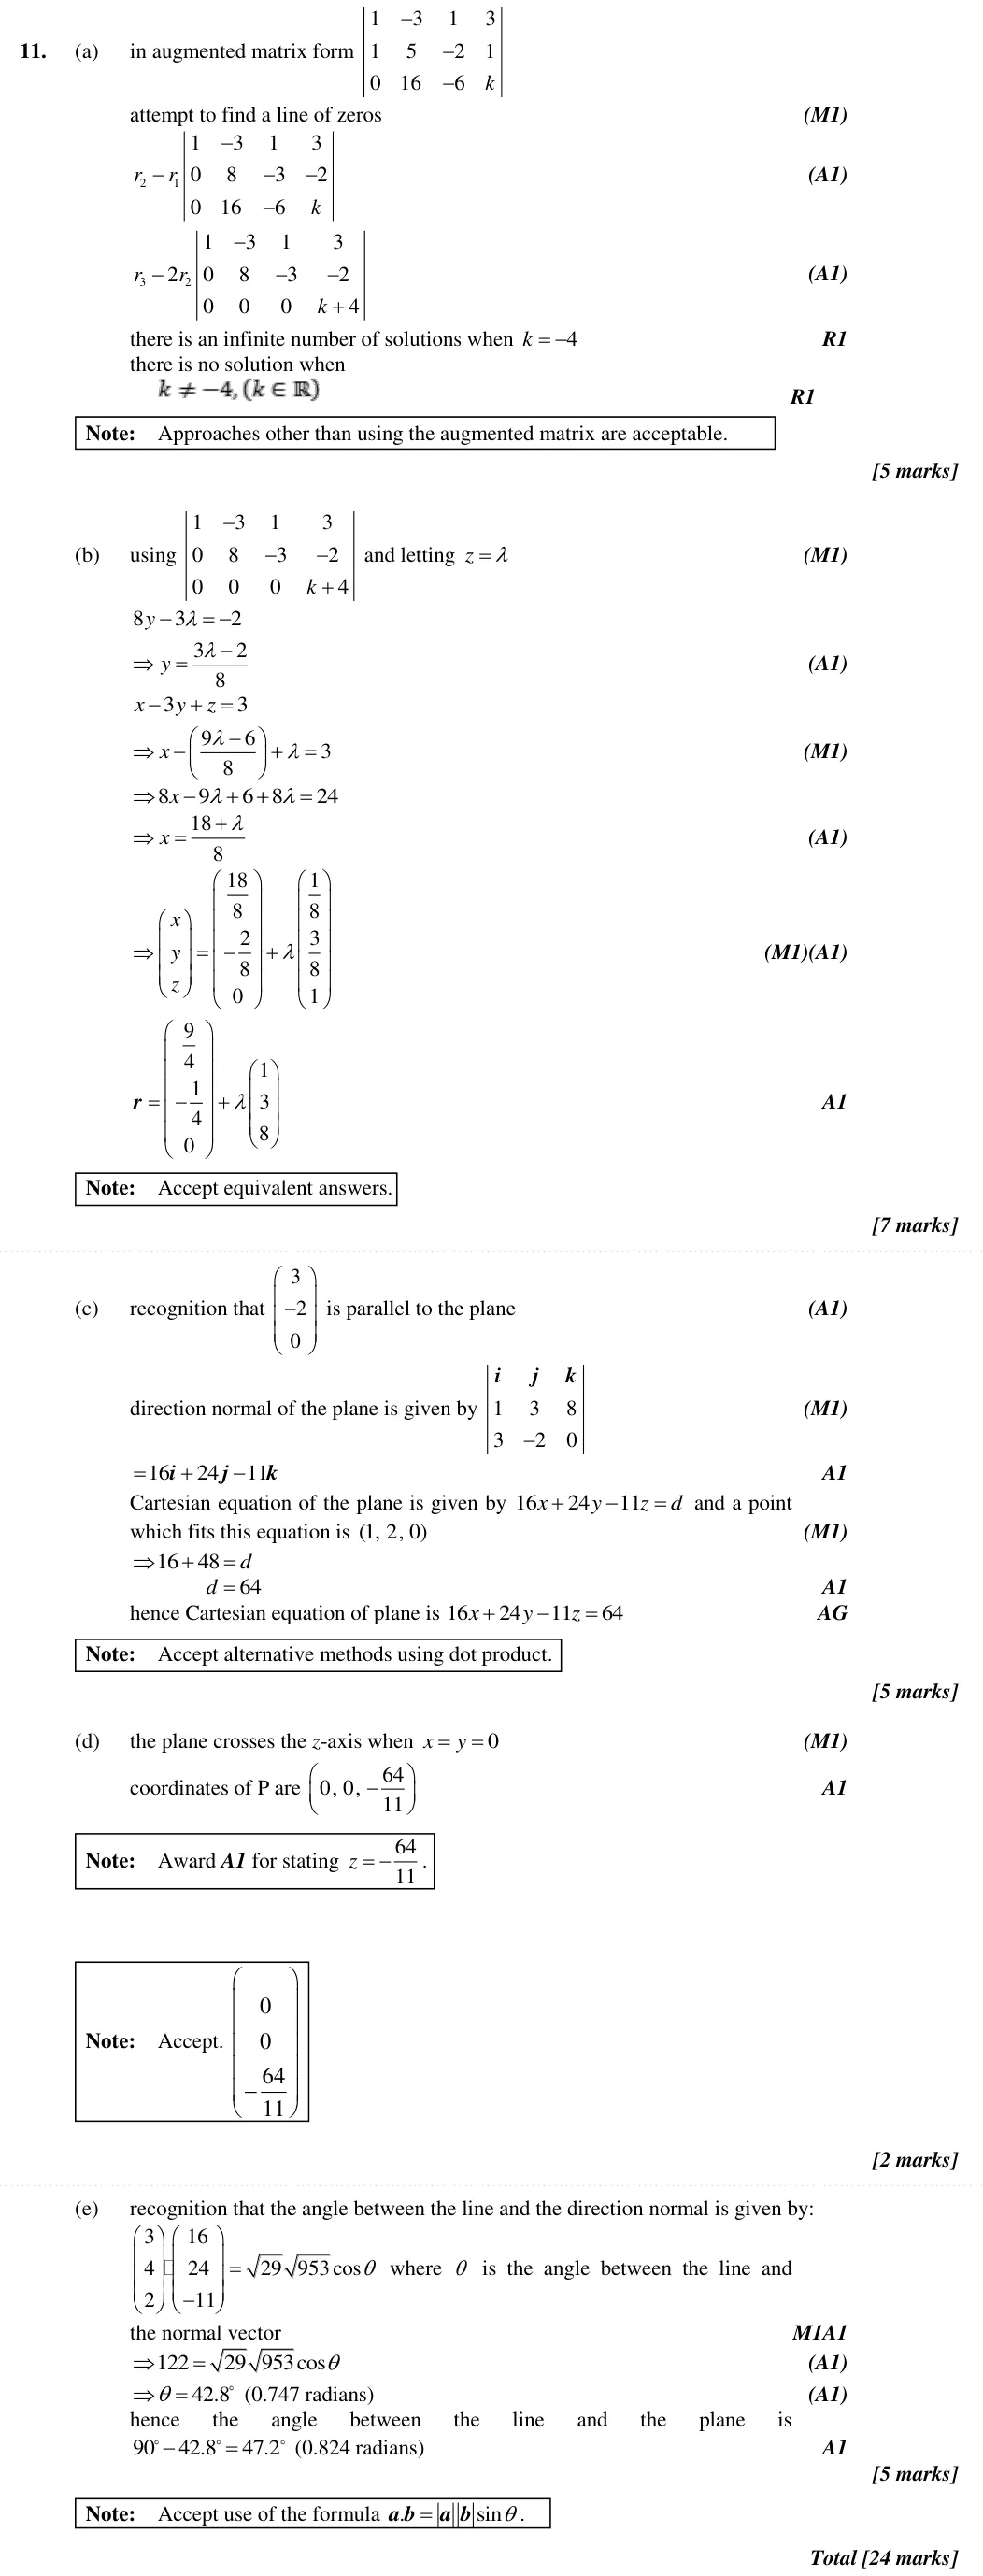 11. (a) in augmented matrix form | 1 −3 1 3 |
| 1 5 −2 1 |
| 0 16 −6 k |
attempt to find a line of zeros (M1)
r₂ − r₁ | 1 −3 1 3 |
| 0 8 −3 −2 | (A1)
| 0 16 −6 k |
r₃ − 2r₂ | 1 −3 1 3 |
| 0 8 −3 −2 | (A1)
| 0 0 0 k + 4 |
there is an infinite number of solutions when k = −4 R1
there is no solution when
k ≠ −4, (k ∈ ℝ) R1
Note: Approaches other than using the augmented matrix are acceptable.
[5 marks]
(b) using | 1 −3 1 3 |
| 0 8 −3 −2 | and letting z = λ (M1)
| 0 0 0 k + 4 |
8y − 3λ = −2
⇒ y = (3λ − 2)/8 (A1)
x − 3y + z = 3
⇒ x − ((9λ − 6)/8) + λ = 3 (M1)
⇒ 8x − 9λ + 6 + 8λ = 24
⇒ x = (18 + λ)/8 (A1)
⇒ (x y z) = (18/8 −2/8 0) + λ(1/8 3/8 1) (M1)(A1)
r = (9/4 −1/4 0) + λ(1 3 8) A1
Note: Accept equivalent answers.
[7 marks]
(c) recognition that (3 −2 0) is parallel to the plane (A1)
direction normal of the plane is given by | i j k |
| 1 3 8 | (M1)
| 3 −2 0 |
= 16i + 24j − 11k A1
Cartesian equation of the plane is given by 16x + 24y − 11z = d and a point
which fits this equation is (1, 2, 0) (M1)
⇒ 16 + 48 = d
d = 64 A1
hence Cartesian equation of plane is 16x + 24y − 11z = 64 AG
Note: Accept alternative methods using dot product.
[5 marks]
(d) the plane crosses the z-axis when x = y = 0 (M1)
coordinates of P are (0, 0, −64/11) A1
Note: Award A1 for stating z = −64/11 .
Note: Accept. (0 0 −64/11)
[2 marks]
(e) recognition that the angle between the line and the direction normal is given by:
(3 4 2)▯(16 24 −11) = √29 √953 cos θ where θ is the angle between the line and
the normal vector M1A1
⇒ 122 = √29 √953 cos θ (A1)
⇒ θ = 42.8° (0.747 radians) (A1)
hence the angle between the line and the plane is
90° − 42.8° = 47.2° (0.824 radians) A1
[5 marks]
Note: Accept use of the formula a.b = |a||b| sin θ .
Total [24 marks]